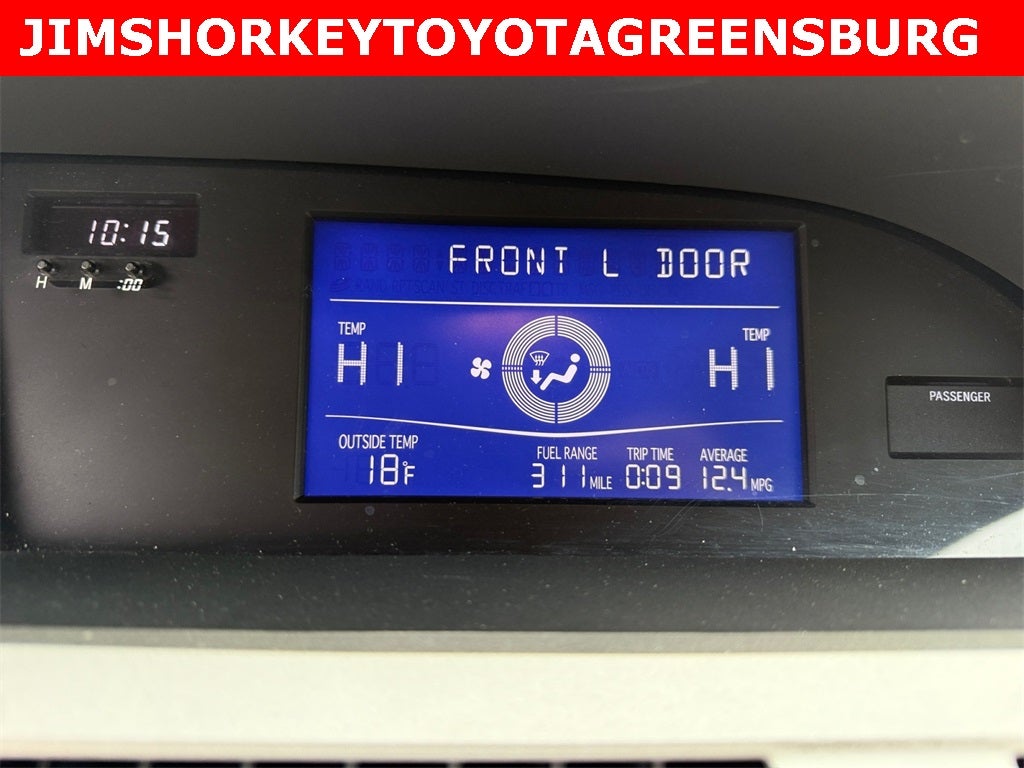 JIMSHORKEYTOYOTAGREENSBURG
10:15
H M :00
FRONT L DOOR
TEMP TEMP
HI HI
PASSENGER
OUTSIDE TEMP FUEL RANGE TRIP TIME AVERAGE
18°F 311 MILE 0:09 12.4 MPG